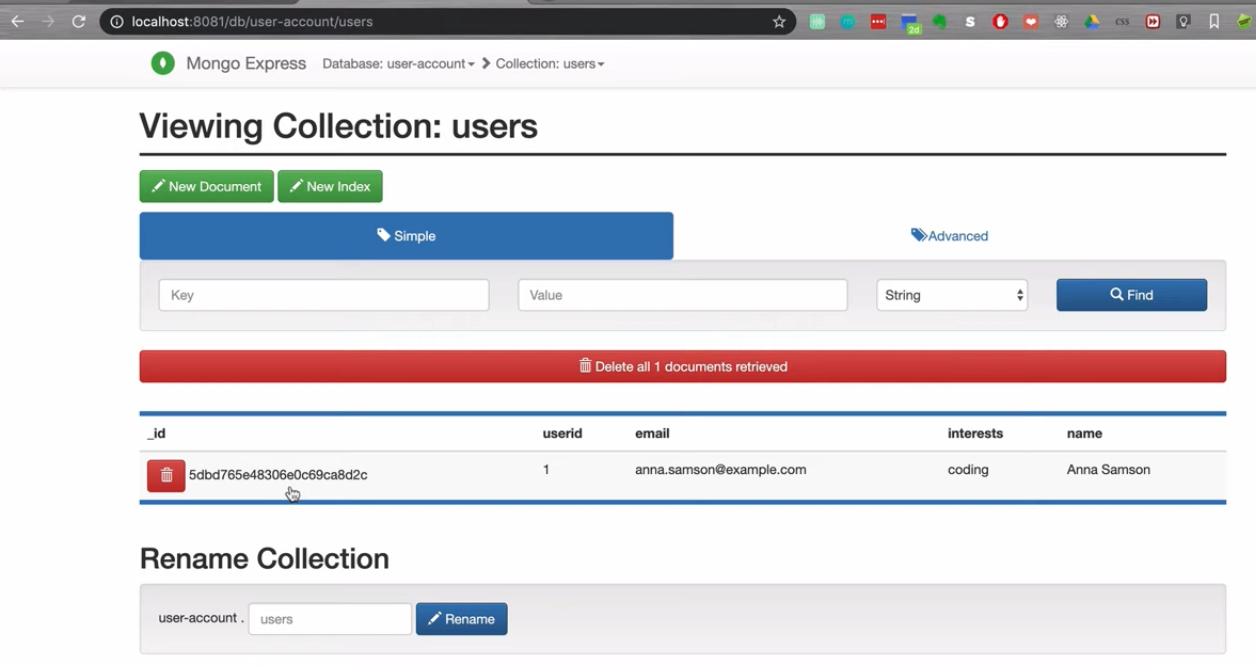 localhost:8081/db/user-account/users
2d
S
css
Mongo Express Database: user-account Collection: users
Viewing Collection: users
New Document New Index
Simple Advanced
Key Value String Find
Delete all 1 documents retrieved
_id userid email interests name
5dbd765e48306e0c69ca8d2c 1 anna.samson@example.com coding Anna Samson
Rename Collection
user-account . users Rename